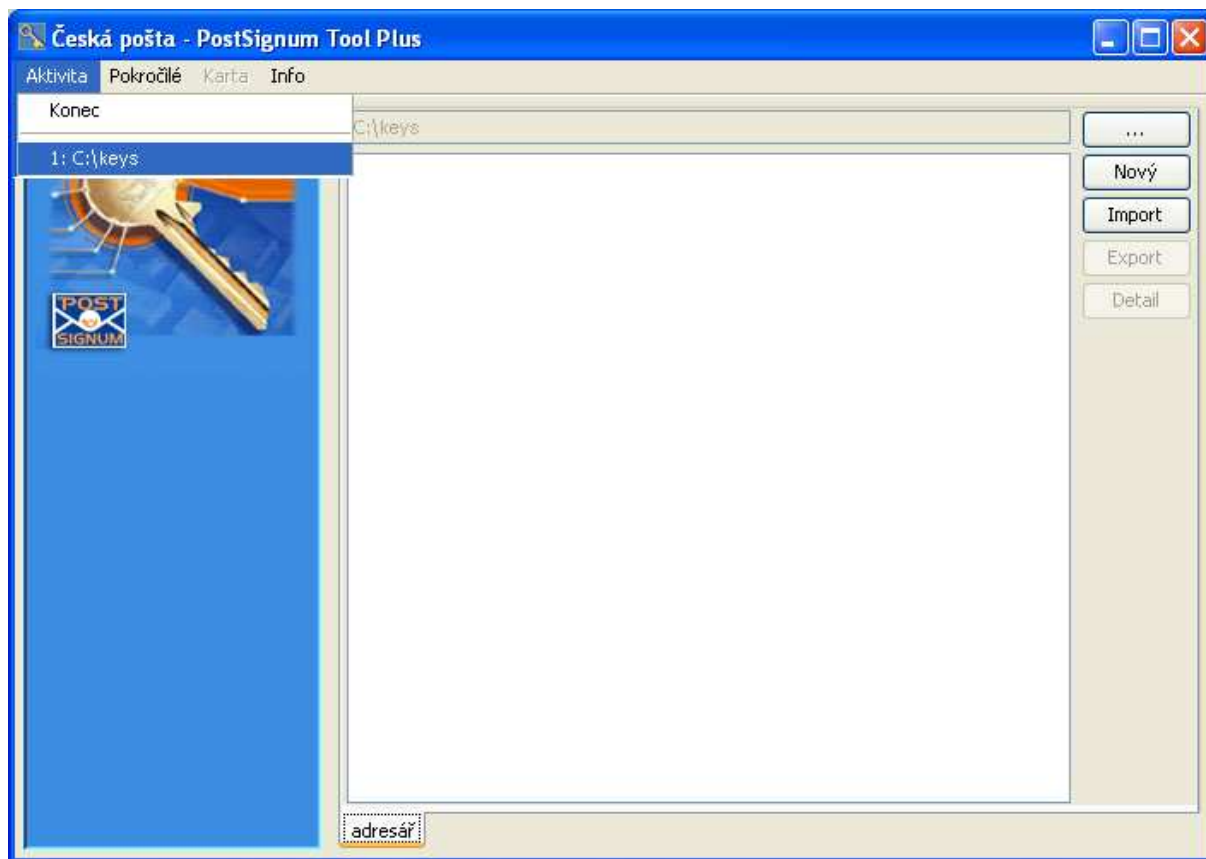 Česká pošta - PostSignum Tool Plus
Aktivita Pokročilé Karta Info
Konec
1: C:\keys
C:\keys
...
Nový
Import
Export
Detail
POST
SIGNUM
adresář